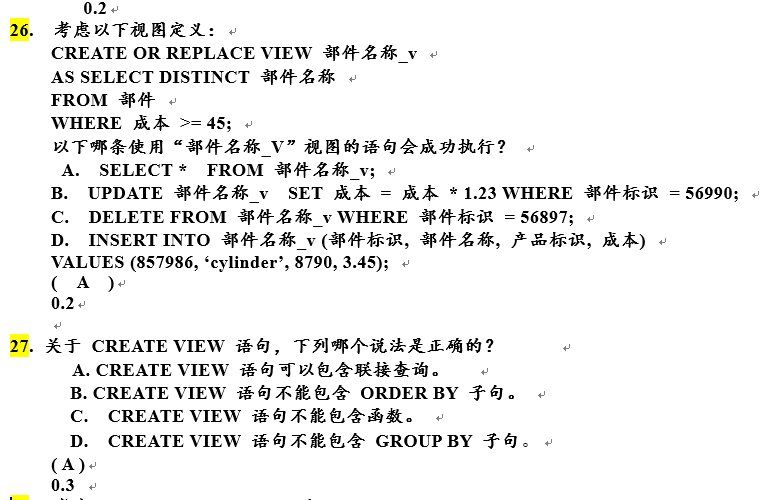 0.2
26. 考虑以下视图定义：
CREATE OR REPLACE VIEW 部件名称_v
AS SELECT DISTINCT 部件名称
FROM 部件
WHERE 成本 >= 45;
以下哪条使用“部件名称_V”视图的语句会成功执行？
A. SELECT * FROM 部件名称_v;
B. UPDATE 部件名称_v SET 成本 = 成本 * 1.23 WHERE 部件标识 = 56990;
C. DELETE FROM 部件名称_v WHERE 部件标识 = 56897;
D. INSERT INTO 部件名称_v (部件标识, 部件名称, 产品标识, 成本)
VALUES (857986, ‘cylinder’, 8790, 3.45);
( A )
0.2
27. 关于 CREATE VIEW 语句，下列哪个说法是正确的？
A. CREATE VIEW 语句可以包含联接查询。
B. CREATE VIEW 语句不能包含 ORDER BY 子句。
C. CREATE VIEW 语句不能包含函数。
D. CREATE VIEW 语句不能包含 GROUP BY 子句。
( A )
0.3